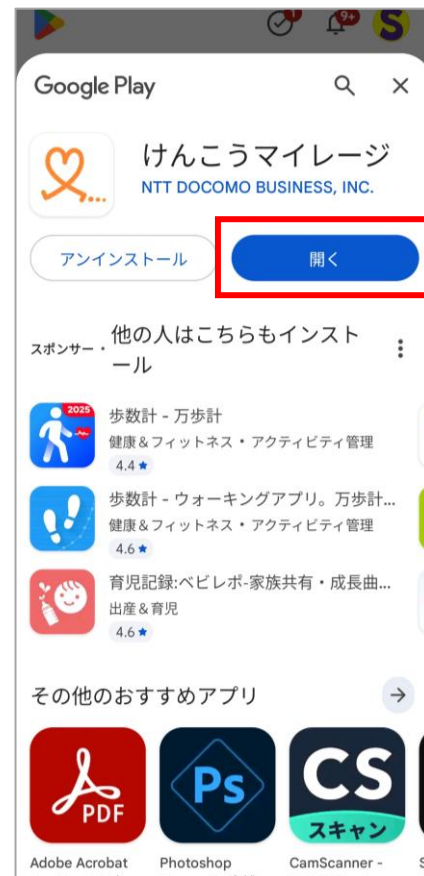 1
9+
S
Google Play
けんこうマイレージ
NTT DOCOMO BUSINESS, INC.
アンインストール
開く
スポンサー・他の人はこちらもインスト
ール
2025
歩数計 - 万歩計
健康＆フィットネス・アクティビティ管理
4.4★
歩数計 - ウォーキングアプリ。万歩計...
健康＆フィットネス・アクティビティ管理
4.6★
育児記録:ベビレポ-家族共有・成長曲...
出産＆育児
4.6★
その他のおすすめアプリ
PDF
Ps
CS
スキャン
Adobe Acrobat
Photoshop
CamScanner -
S